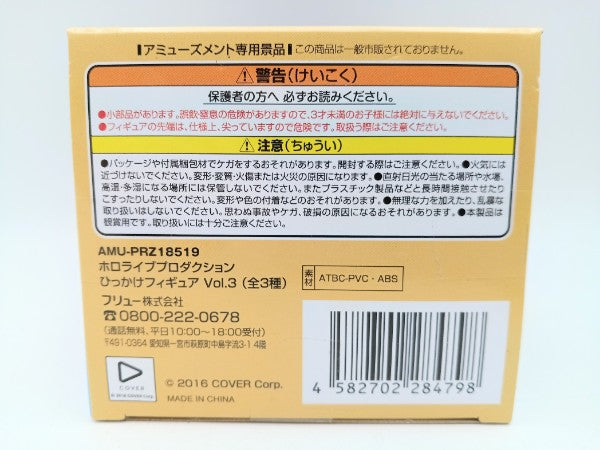 アミューズメント専用景品 この商品は一般市販されておりません。
⚠警告(けいこく)
保護者の方へ 必ずお読みください。
●小部品があります。誤飲・窒息の危険がありますので、3才未満のお子様には絶対に与えないでください。
●フィギュアの先端は、仕様上、尖っていますので危険です。取扱う際はご注意ください。
⚠注意(ちゅうい)
●パッケージや付属梱包材でケガをするおそれがあります。開封する際はご注意ください。●火気には
近づけないでください。変形・変質・火傷または火災の原因になります。●直射日光の当たる場所や水場、
高温・多湿になる場所には保管しないでください。またプラスチック製品などと長時間接触させたり
こすったりしないでください。変形や色の付着などのおそれがあります。●無理な力を加えたり、乱暴な
取り扱いはしないでください。思わぬ事故やケガ、破損の原因になるおそれがあります。●本製品は
観賞用です。取り扱いには十分ご注意ください。
AMU-PRZ18519
ホロライブプロダクション
ひっかけフィギュア Vol.3 (全3種)
フリュー株式会社
☎0800-222-0678
(通話無料、平日10:00~18:00受付)
〒491-0364 愛知県一宮市萩原町中島字流3-1 4階
素材 ATBC-PVC・ABS
COVER
© 2016 COVER Corp.
© 2016 COVER Corp.
MADE IN CHINA
4 582702 284798